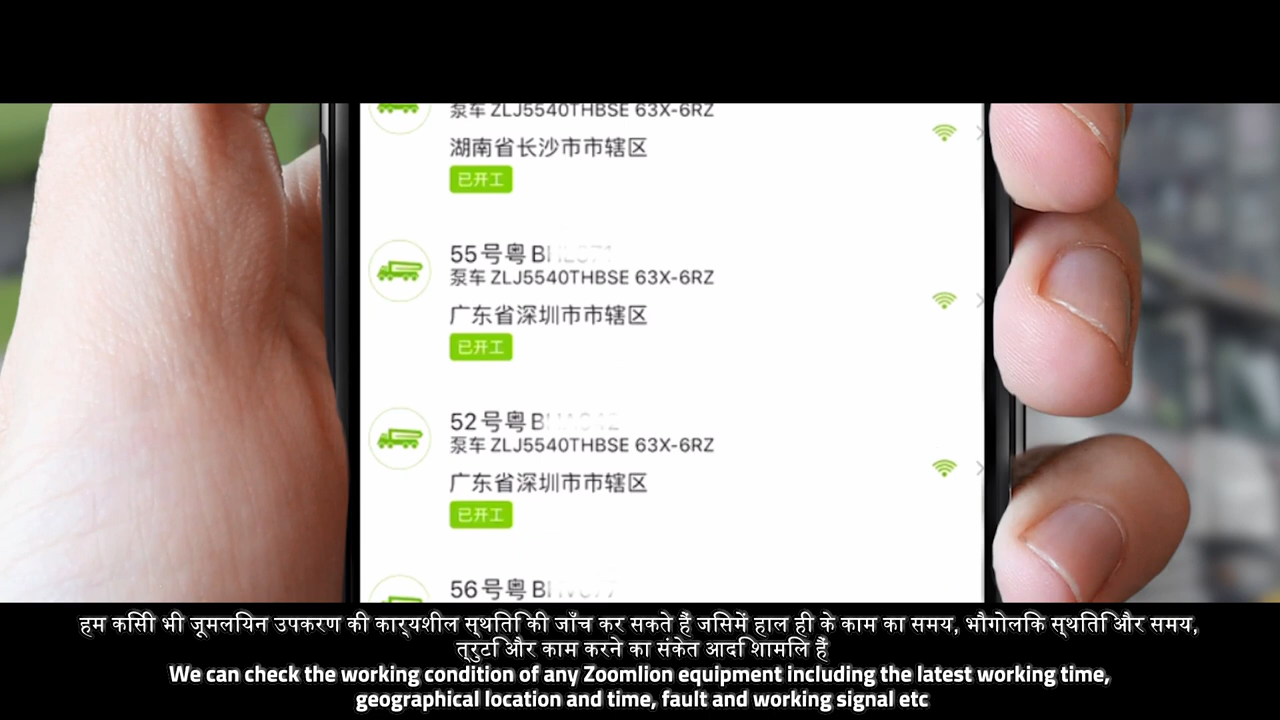 泵车 ZLJ5540THBSE 63X-6RZ
湖南省长沙市市辖区
已开工
55号粤B
泵车 ZLJ5540THBSE 63X-6RZ
广东省深圳市市辖区
已开工
52号粤B
泵车 ZLJ5540THBSE 63X-6RZ
广东省深圳市市辖区
已开工
56号粤B
हम किसी भी जूमलियन उपकरण की कार्यशील स्थिति की जाँच कर सकते हैं जिसमें हाल ही के काम का समय, भौगोलिक स्थिति और समय,
त्रुटि और काम करने का संकेत आदि शामिल हैं
We can check the working condition of any Zoomlion equipment including the latest working time,
geographical location and time, fault and working signal etc